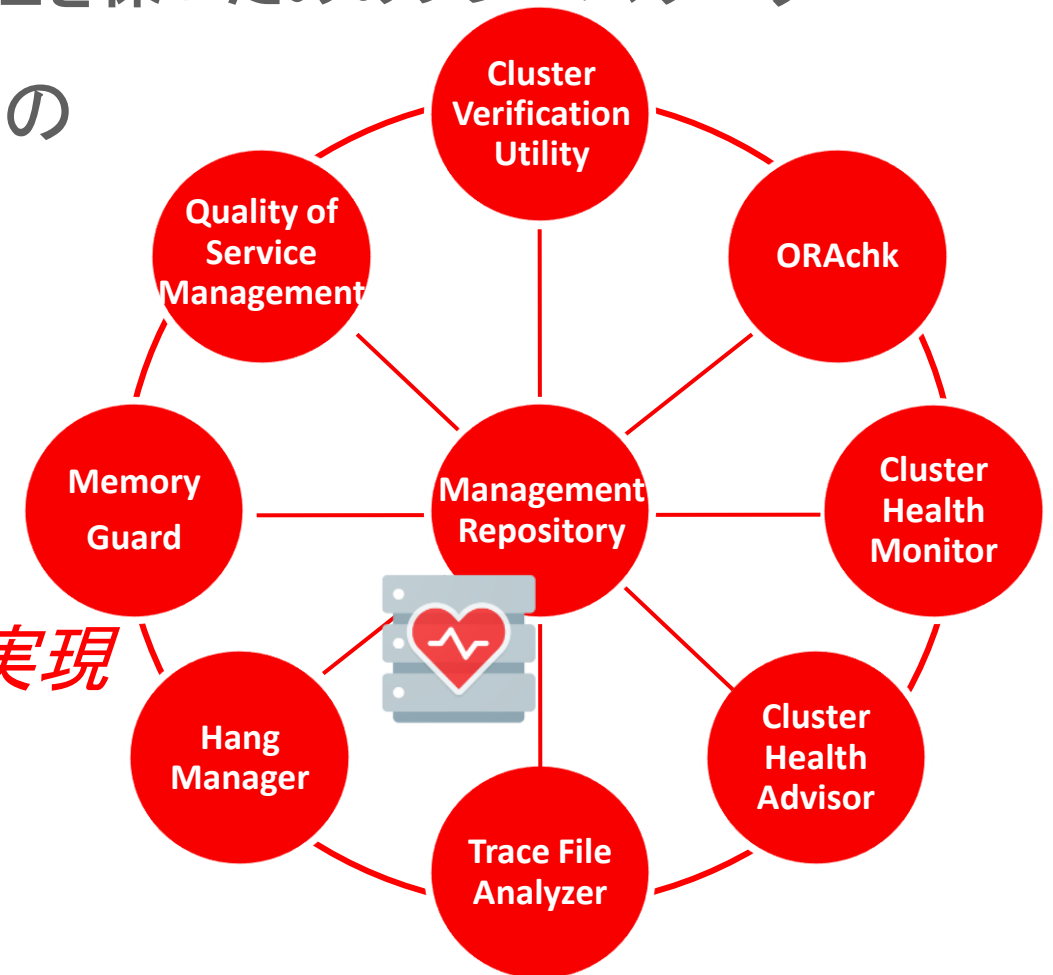 の
Cluster
Verification
Utility
Quality of
Service
Management
ORAchk
Memory
Guard
Management
Repository
Cluster
Health
Monitor
実現
Hang
Manager
Cluster
Health
Advisor
Trace File
Analyzer